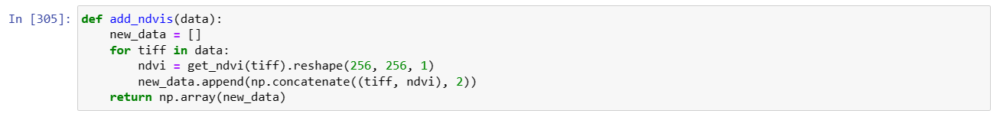 In [305]: def add_ndvis(data):
    new_data = []
    for tiff in data:
        ndvi = get_ndvi(tiff).reshape(256, 256, 1)
        new_data.append(np.concatenate((tiff, ndvi), 2))
    return np.array(new_data)